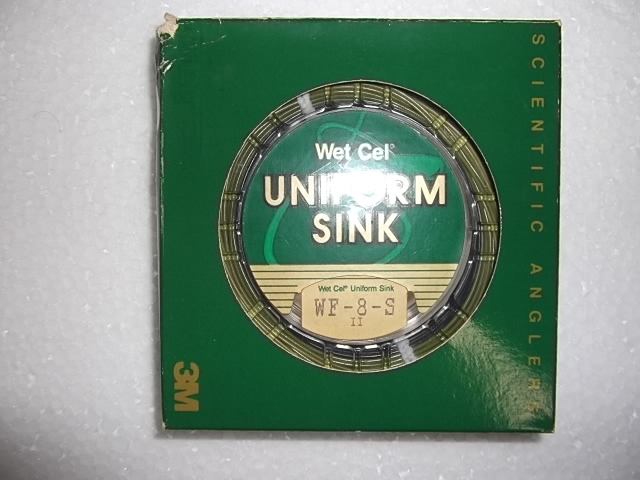 Wet Cel®
UNIFORM
SINK
Wet Cel® Uniform Sink
WF-8-S
II
SCIENTIFIC ANGLERS
3M